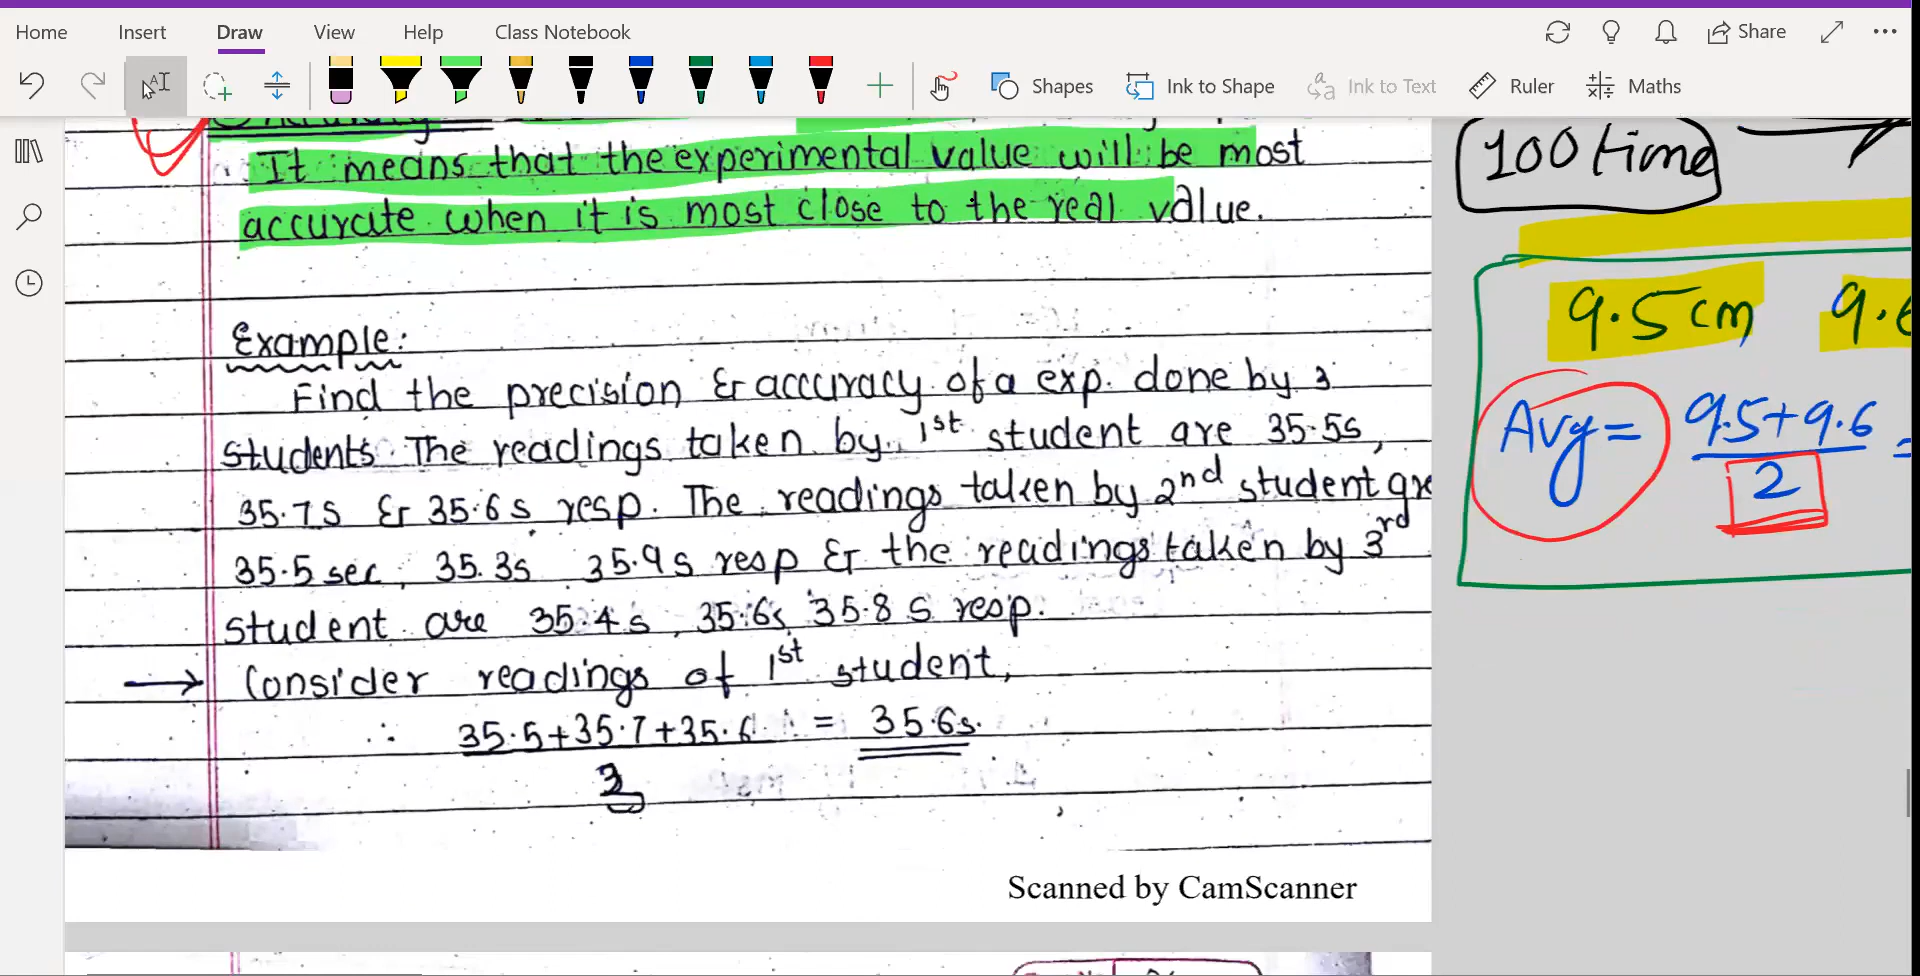 Home Insert Draw View Help Class Notebook Share
Shapes Ink to Shape Ink to Text Ruler Maths
It means that the experimental value will be most
accurate when it is most close to the real value.
Example:
Find the precision & accuracy of a exp. done by 3
students. The readings taken by 1st student are 35.5s,
35.7s & 35.6s resp. The readings taken by 2nd student are
35.5 sec, 35.3s 35.9s resp & the readings taken by 3rd
student are 35.4s, 35.6s, 35.8s resp.
→ Consider readings of 1st student,
∴ 35.5+35.7+35.6 = 35.6s.
3
Scanned by CamScanner
100 time
9.5 cm
Avg = 9.5+9.6 =
2